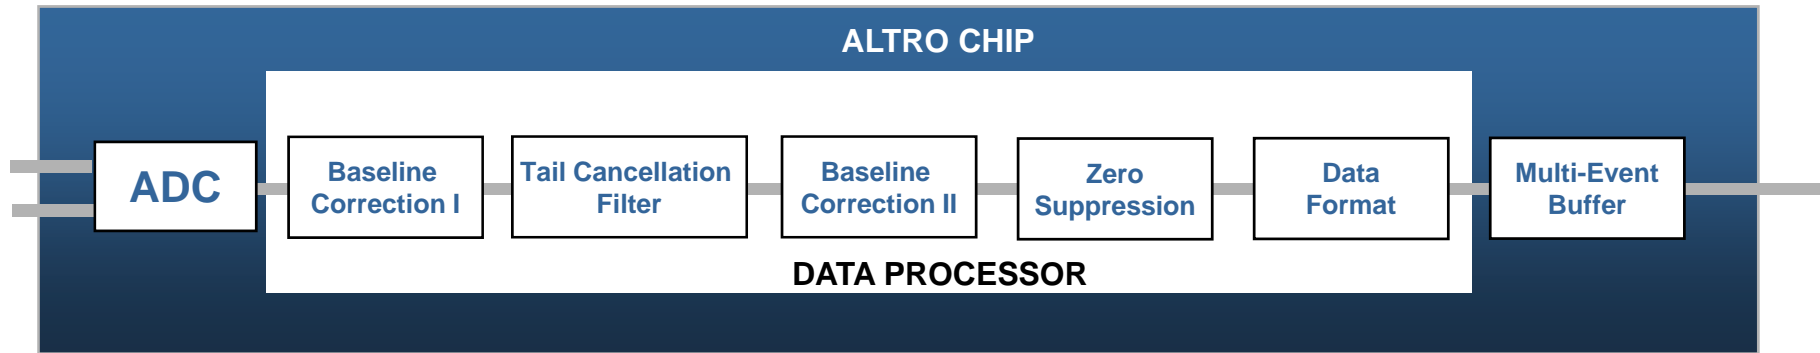 ALTRO CHIP
ADC
Baseline
Correction I
Tail Cancellation
Filter
Baseline
Correction II
Zero
Suppression
Data
Format
Multi-Event
Buffer
DATA PROCESSOR